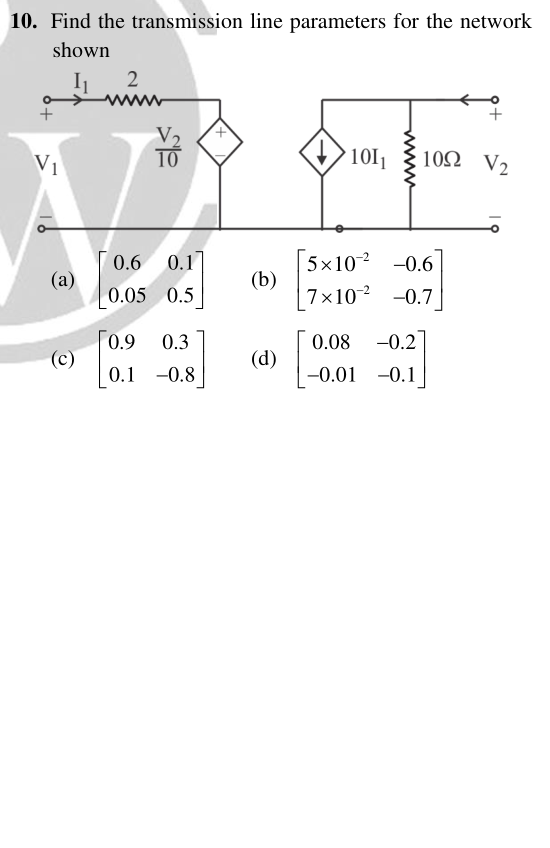 10. Find the transmission line parameters for the network
shown
I₁ 2
+ +
V₁ V₂/10 + − 10I₁ 10Ω V₂
− −
(a) [0.6 0.1; 0.05 0.5] (b) [5×10⁻² −0.6; 7×10⁻² −0.7]
(c) [0.9 0.3; 0.1 −0.8] (d) [0.08 −0.2; −0.01 −0.1]